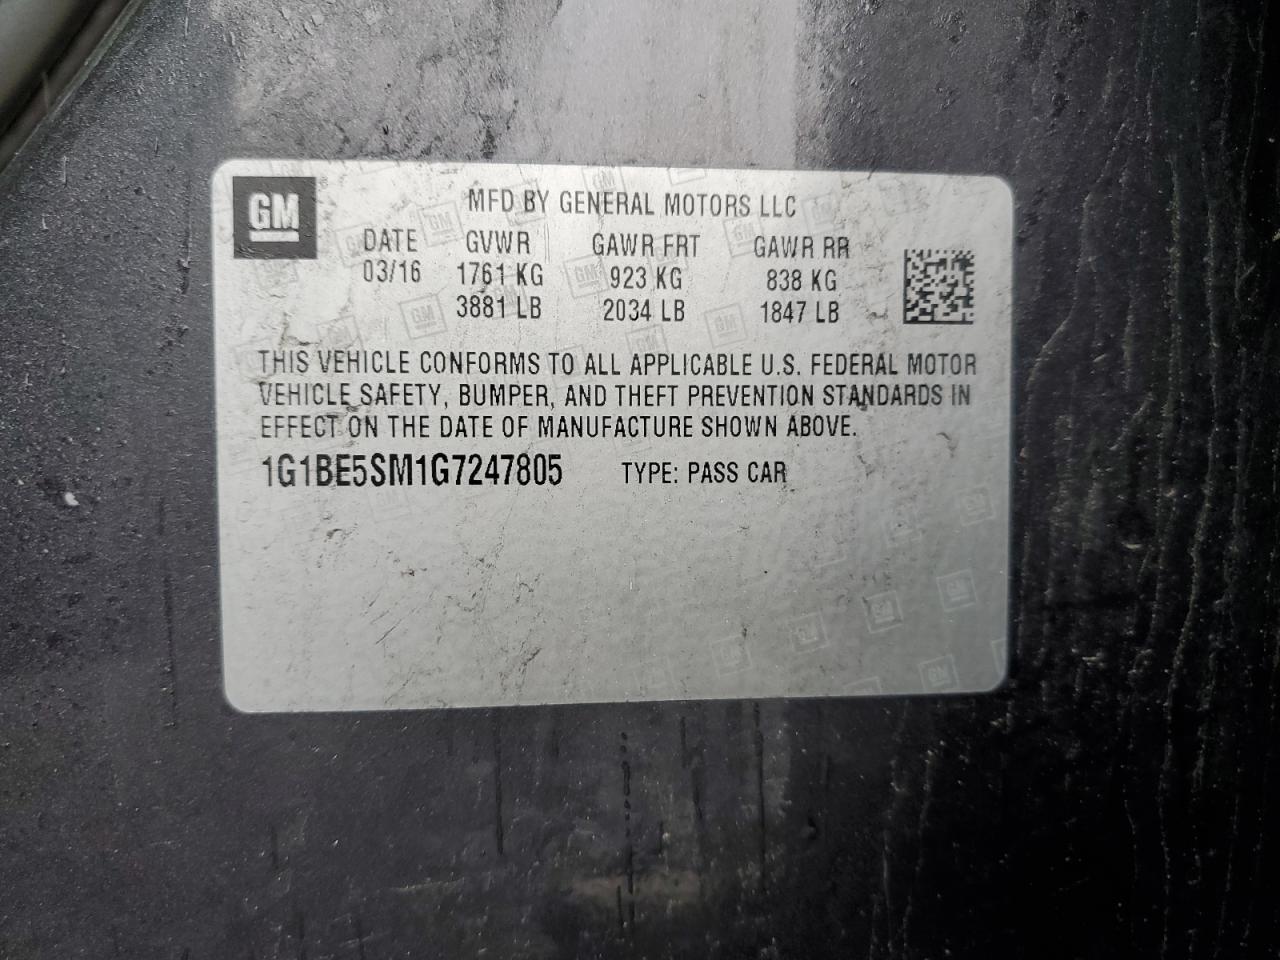 GM
MFD BY GENERAL MOTORS LLC
DATE GVWR GAWR FRT GAWR RR
03/16 1761 KG 923 KG 838 KG
3881 LB 2034 LB 1847 LB
THIS VEHICLE CONFORMS TO ALL APPLICABLE U.S. FEDERAL MOTOR
VEHICLE SAFETY, BUMPER, AND THEFT PREVENTION STANDARDS IN
EFFECT ON THE DATE OF MANUFACTURE SHOWN ABOVE.
1G1BE5SM1G7247805 TYPE: PASS CAR